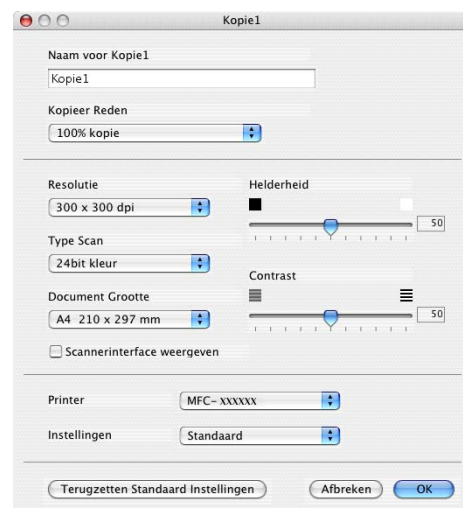 Kopie1
Naam voor Kopie1
Kopie1
Kopieer Reden
100% kopie
Resolutie
300 x 300 dpi
Helderheid
50
Type Scan
24bit kleur
Contrast
50
Document Grootte
A4 210 x 297 mm
Scannerinterface weergeven
Printer
MFC- xxxxxx
Instellingen
Standaard
Terugzetten Standaard Instellingen
Afbreken
OK